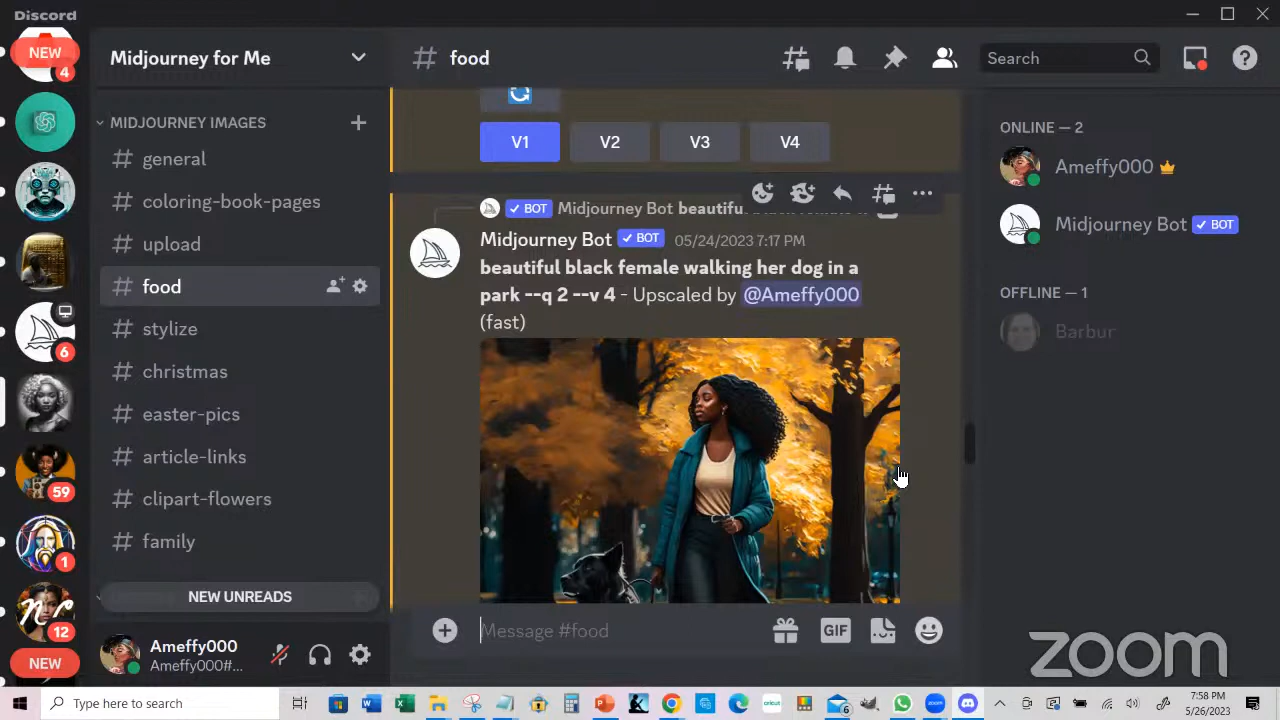 Discord
NEW
4
6
59
1
12
NEW
Midjourney for Me
MIDJOURNEY IMAGES
general
coloring-book-pages
upload
food
stylize
christmas
easter-pics
article-links
clipart-flowers
family
NEW UNREADS
Ameffy000
Ameffy000#...
# food
Search
V1 V2 V3 V4
BOT Midjourney Bot
Midjourney Bot BOT 05/24/2023 7:17 PM
beautiful black female walking her dog in a
park --q 2 --v 4 - Upscaled by @Ameffy000
(fast)
Message #food
GIF
ONLINE — 2
Ameffy000
Midjourney Bot BOT
OFFLINE — 1
Barbur
zoom
Type here to search
7:58 PM
5/26/2023